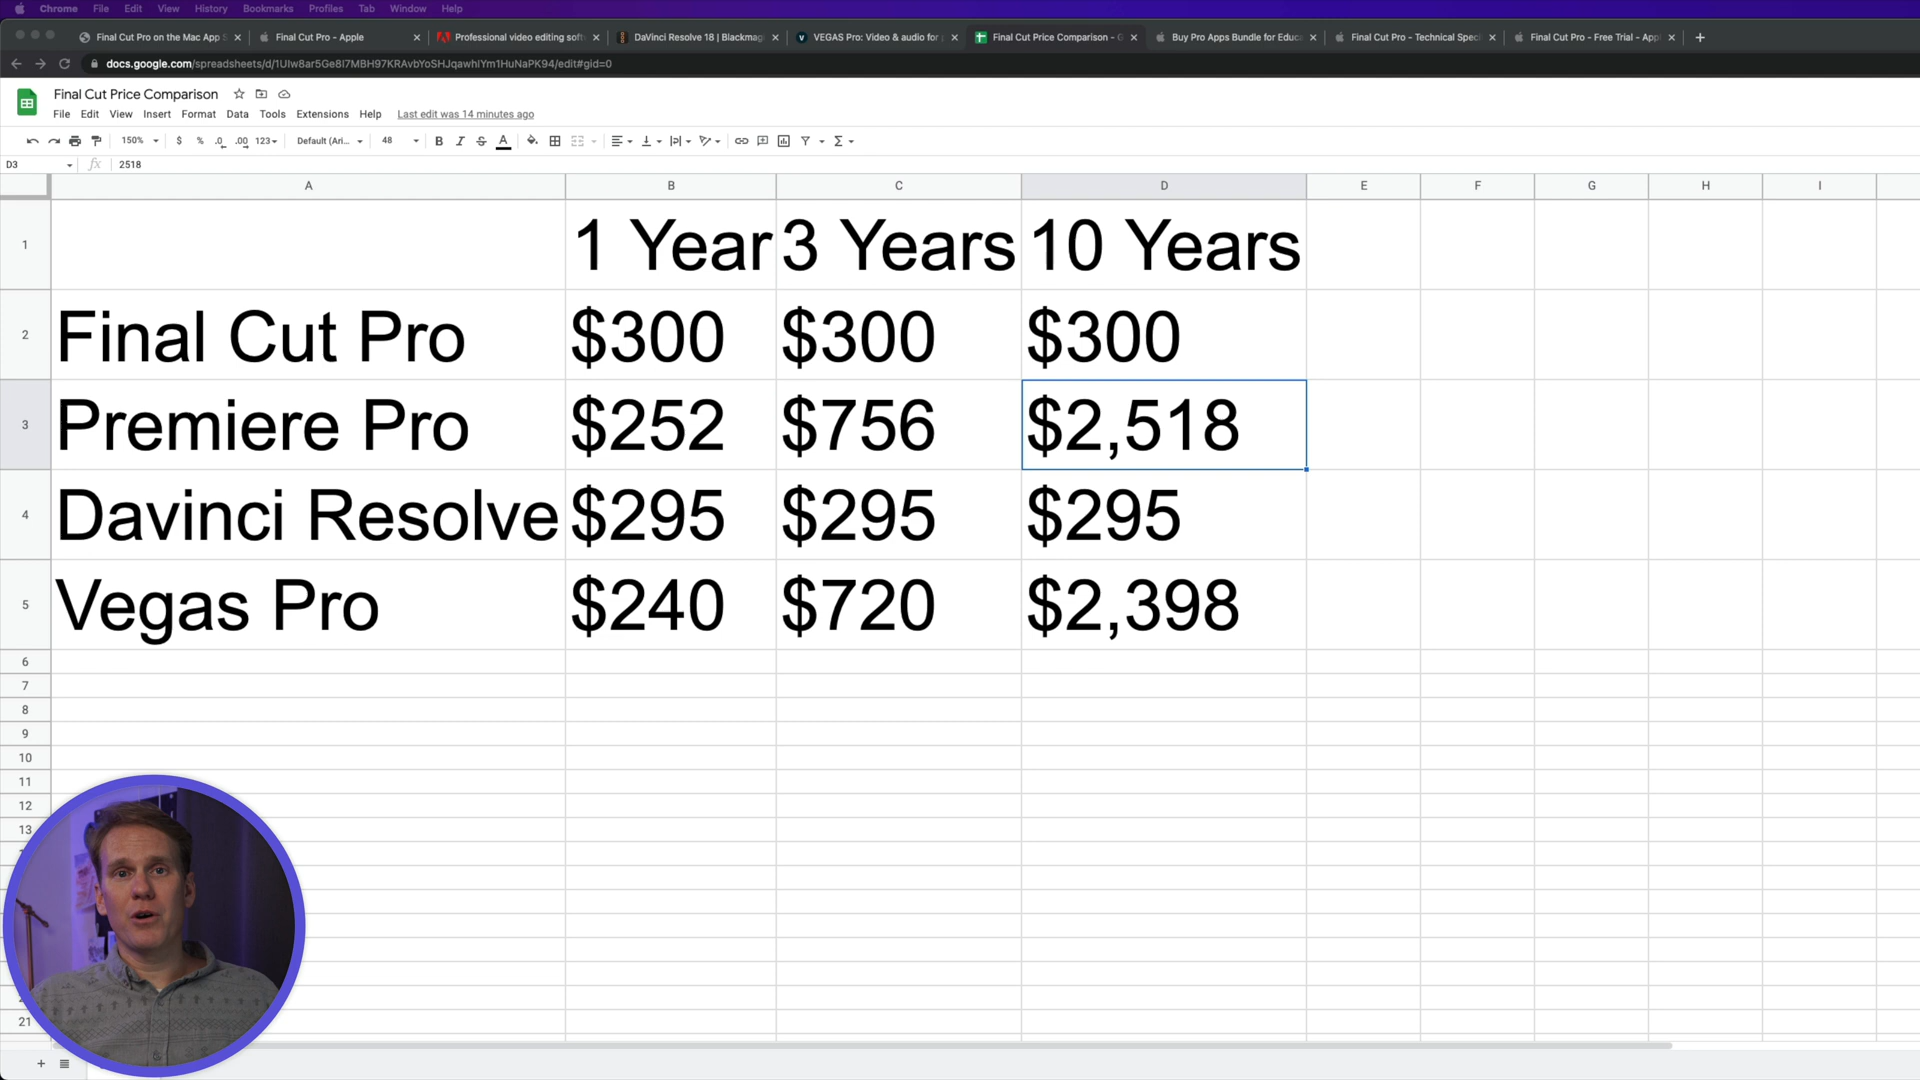 Chrome File Edit View History Bookmarks Profiles Tab Window Help
Final Cut Pro on the Mac App S
Final Cut Pro - Apple
Professional video editing soft
DaVinci Resolve 18 | Blackmagi
VEGAS Pro: Video & audio for
Final Cut Price Comparison - G
Buy Pro Apps Bundle for Educa
Final Cut Pro - Technical Speci
Final Cut Pro - Free Trial - Appl
docs.google.com/spreadsheets/d/1UIw8ar5Ge8I7MBH97KRAvbYoSHJqawhIYm1HuNaPK94/edit#gid=0
Final Cut Price Comparison
File Edit View Insert Format Data Tools Extensions Help Last edit was 14 minutes ago
150% $ % .0 .00 123 Default (Ari... 48 B I S A
D3 fx 2518
A B C D E F G H I
1 1 Year 3 Years 10 Years
2 Final Cut Pro $300 $300 $300
3 Premiere Pro $252 $756 $2,518
4 Davinci Resolve $295 $295 $295
5 Vegas Pro $240 $720 $2,398
6
7
8
9
10
11
12
13
21